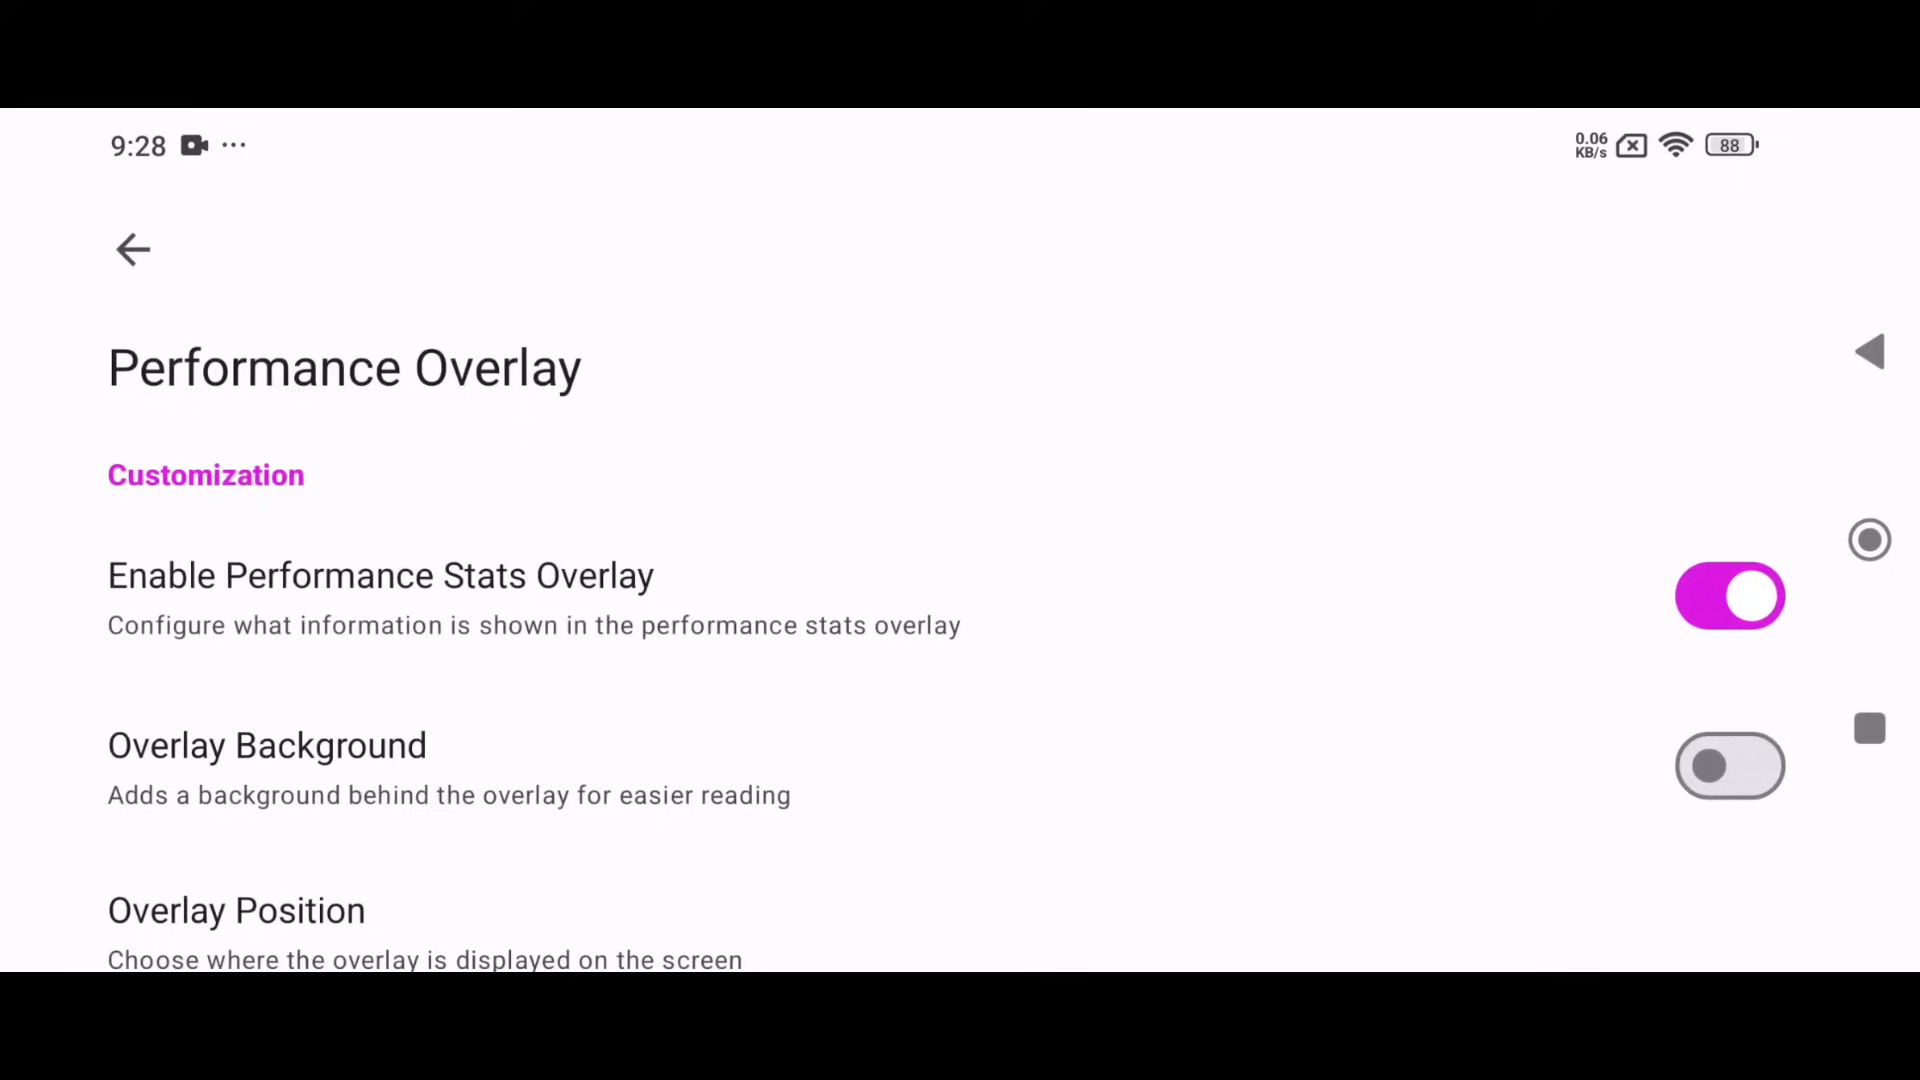 9:28 ...
0.06
KB/s
88
Performance Overlay
Customization
Enable Performance Stats Overlay
Configure what information is shown in the performance stats overlay
Overlay Background
Adds a background behind the overlay for easier reading
Overlay Position
Choose where the overlay is displayed on the screen